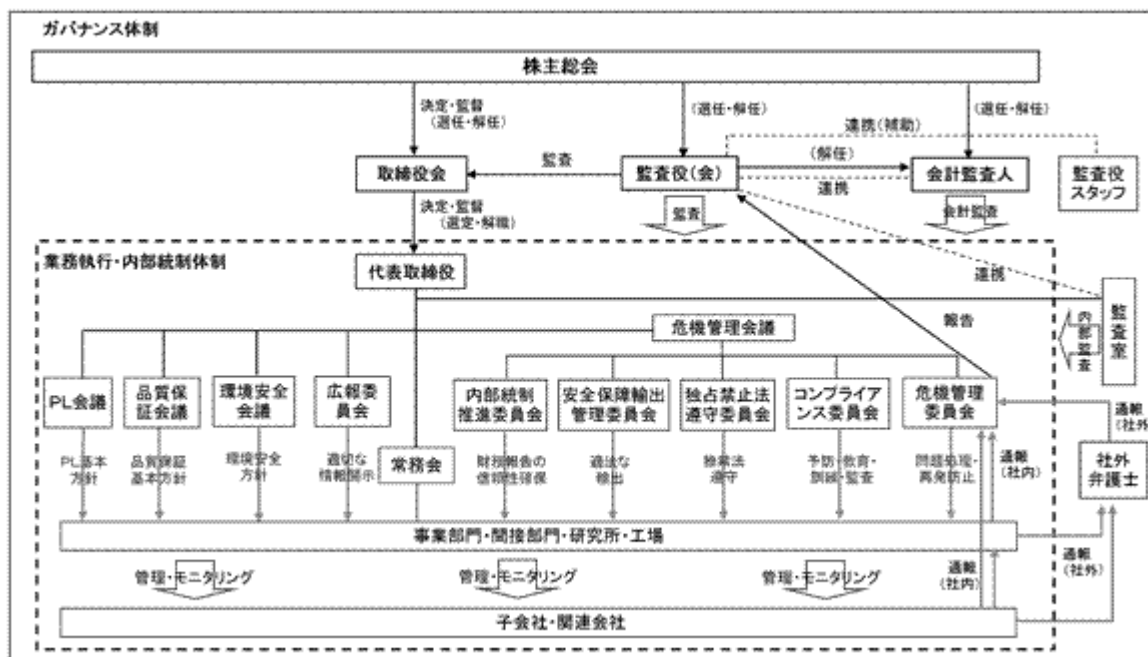 ガバナンス体制
株主総会
決定・監督
(選任・解任)
(選任・解任)
(選任・解任)
連携(補助)
取締役会
監査
監査役(会)
(解任)
連携
会計監査人
監査役
スタッフ
決定・監督
(選定・解職)
監査
会計監査
業務執行・内部統制体制
代表取締役
連携
危機管理会議
報告
内部監査
監査室
PL会議
品質保
証会議
環境安全
会議
広報委
員会
内部統制
推進委員会
安全保障輸出
管理委員会
独占禁止法
遵守委員会
コンプライ
アンス委員会
危機管理
委員会
通報
(社外)
PL基本
方針
品質保証
基本方針
環境安全
方針
適切な
情報開示
常務会
財務報告の
信頼性確保
適法な
輸出
独禁法
遵守
予防・教育・
訓練・監査
問題処理・
再発防止
通報
(社内)
社外
弁護士
事業部門・間接部門・研究所・工場
管理・モニタリング
管理・モニタリング
管理・モニタリング
通報
(社内)
通報
(社外)
子会社・関連会社